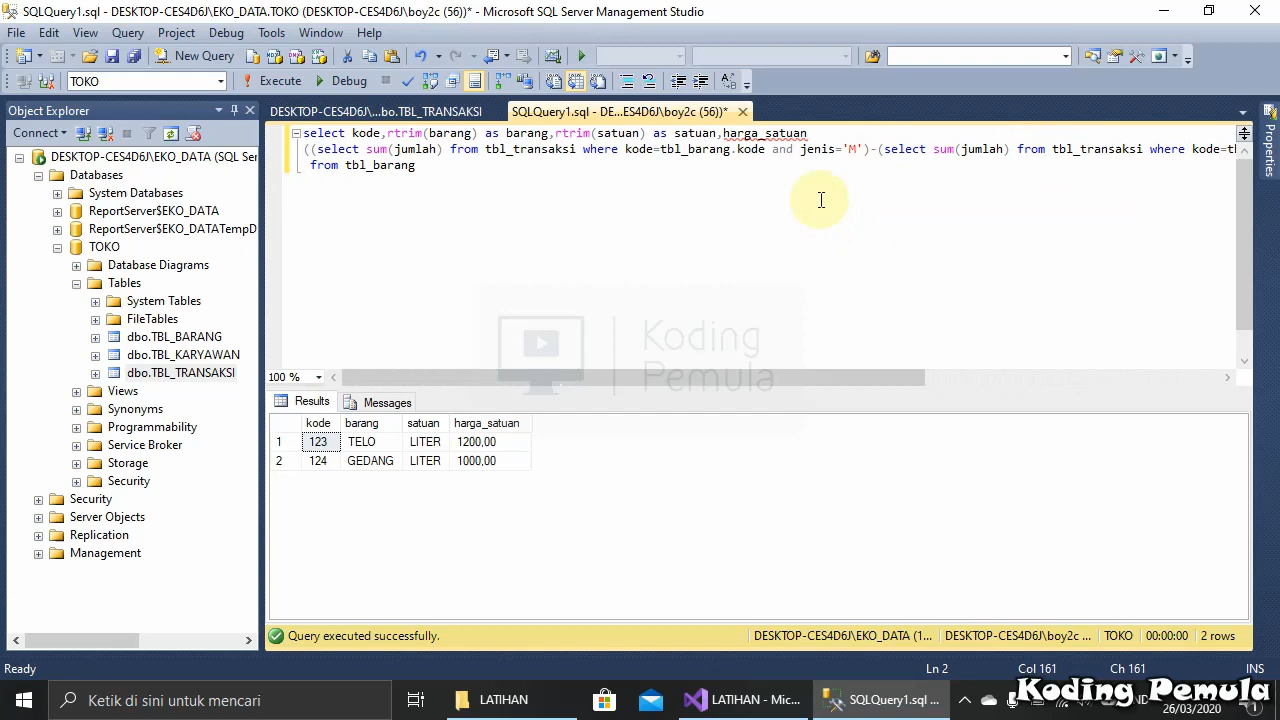 SQLQuery1.sql - DESKTOP-CES4D6J\EKO_DATA.TOKO (DESKTOP-CES4D6J\boy2c (56))* - Microsoft SQL Server Management Studio
File Edit View Query Project Debug Tools Window Help
New Query
TOKO Execute Debug
Object Explorer
DESKTOP-CES4D6J\...bo.TBL_TRANSAKSI SQLQuery1.sql - DE...ES4D6J\boy2c (56))*
Connect
DESKTOP-CES4D6J\EKO_DATA (SQL Ser
Databases
System Databases
ReportServer$EKO_DATA
ReportServer$EKO_DATATempD
TOKO
Database Diagrams
Tables
System Tables
FileTables
dbo.TBL_BARANG
dbo.TBL_KARYAWAN
dbo.TBL_TRANSAKSI
Views
Synonyms
Programmability
Service Broker
Storage
Security
Security
Server Objects
Replication
Management
select kode,rtrim(barang) as barang,rtrim(satuan) as satuan,harga_satuan
((select sum(jumlah) from tbl_transaksi where kode=tbl_barang.kode and jenis='M')-(select sum(jumlah) from tbl_transaksi where kode=tb
from tbl_barang
Koding
Pemula
100 %
Results Messages
kode barang satuan harga_satuan
1 123 TELO LITER 1200,00
2 124 GEDANG LITER 1000,00
Query executed successfully. DESKTOP-CES4D6J\EKO_DATA (1... DESKTOP-CES4D6J\boy2c ... TOKO 00:00:00 2 rows
Properties
Ready Ln 2 Col 161 Ch 161 INS
Ketik di sini untuk mencari LATIHAN LATIHAN - Mic... SQLQuery1.sql ...
Koding Pemula
26/03/2020